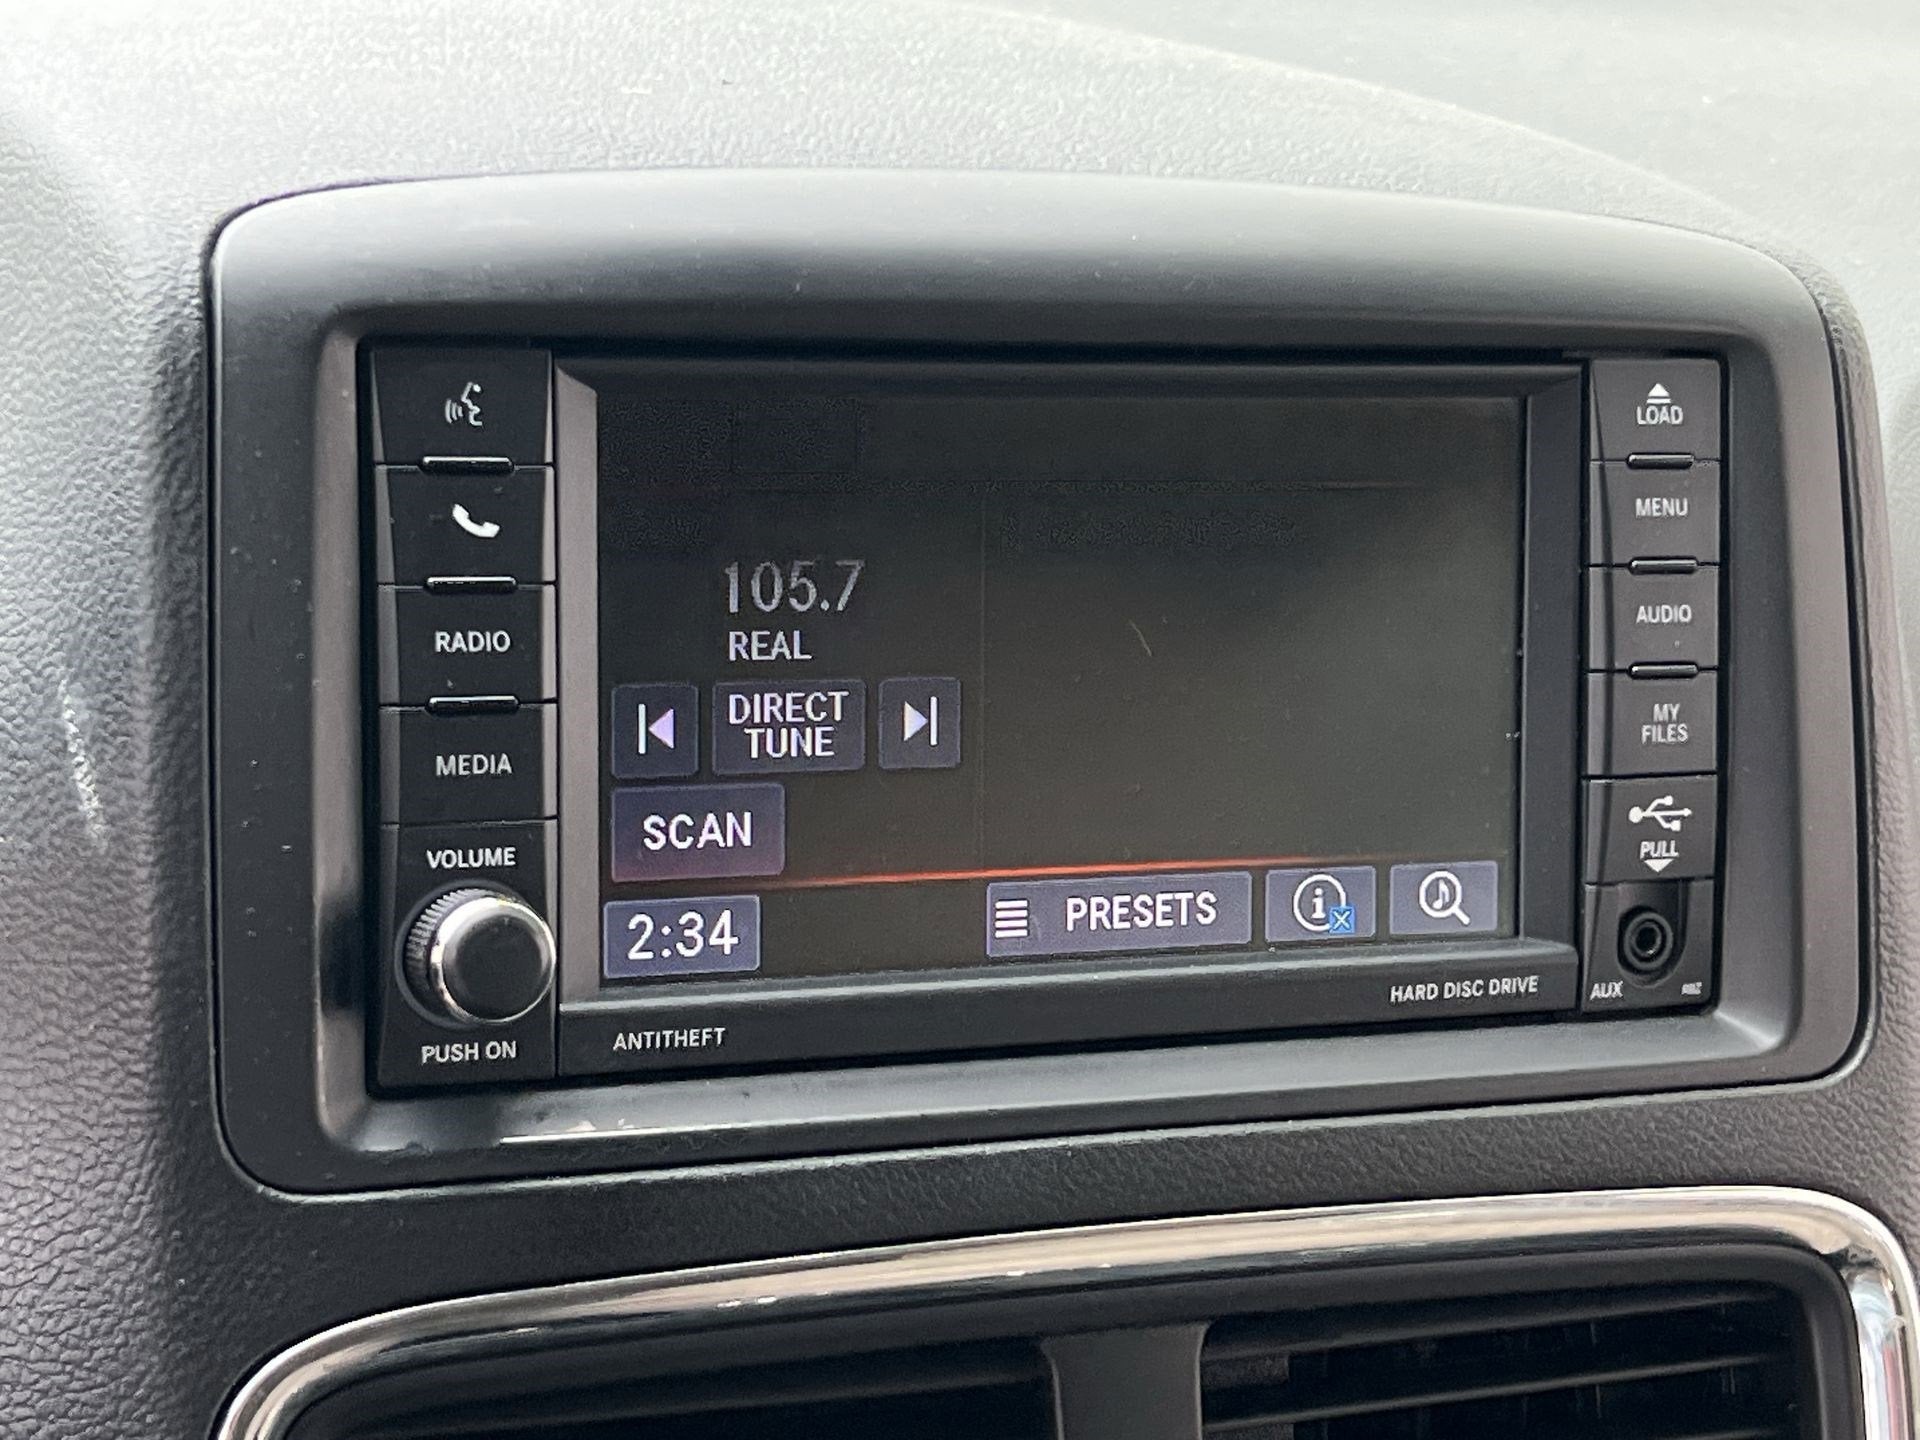 RADIO
MEDIA
VOLUME
PUSH ON
105.7
REAL
DIRECT
TUNE
SCAN
2:34
PRESETS
i
ANTITHEFT
HARD DISC DRIVE
LOAD
MENU
AUDIO
MY
FILES
PULL
AUX